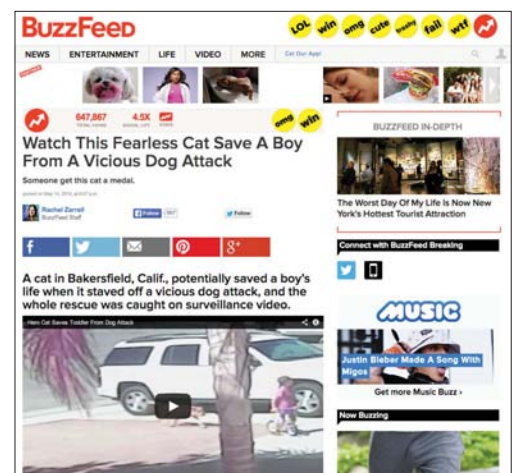 BuzzFeed
LOL
win
omg
cute
trashy
fail
wtf
NEWS ENTERTAINMENT LIFE VIDEO MORE Get Our App!
647,867 4.5X
TOTAL VIEWS SOCIAL LIFT
omg win
Watch This Fearless Cat Save A Boy
From A Vicious Dog Attack
Someone get this cat a medal.
Rachel Zarrell
BuzzFeed Staff
Follow
Follow
A cat in Bakersfield, Calif., potentially saved a boy's
life when it staved off a vicious dog attack, and the
whole rescue was caught on surveillance video.
Hero Cat Saves Toddler From Dog Attack
BUZZFEED IN-DEPTH
The Worst Day Of My Life Is Now New
York's Hottest Tourist Attraction
Connect with BuzzFeed Breaking
MUSIC
Justin Bieber Made A Song With
Migos
Get more Music Buzz ›
Now Buzzing